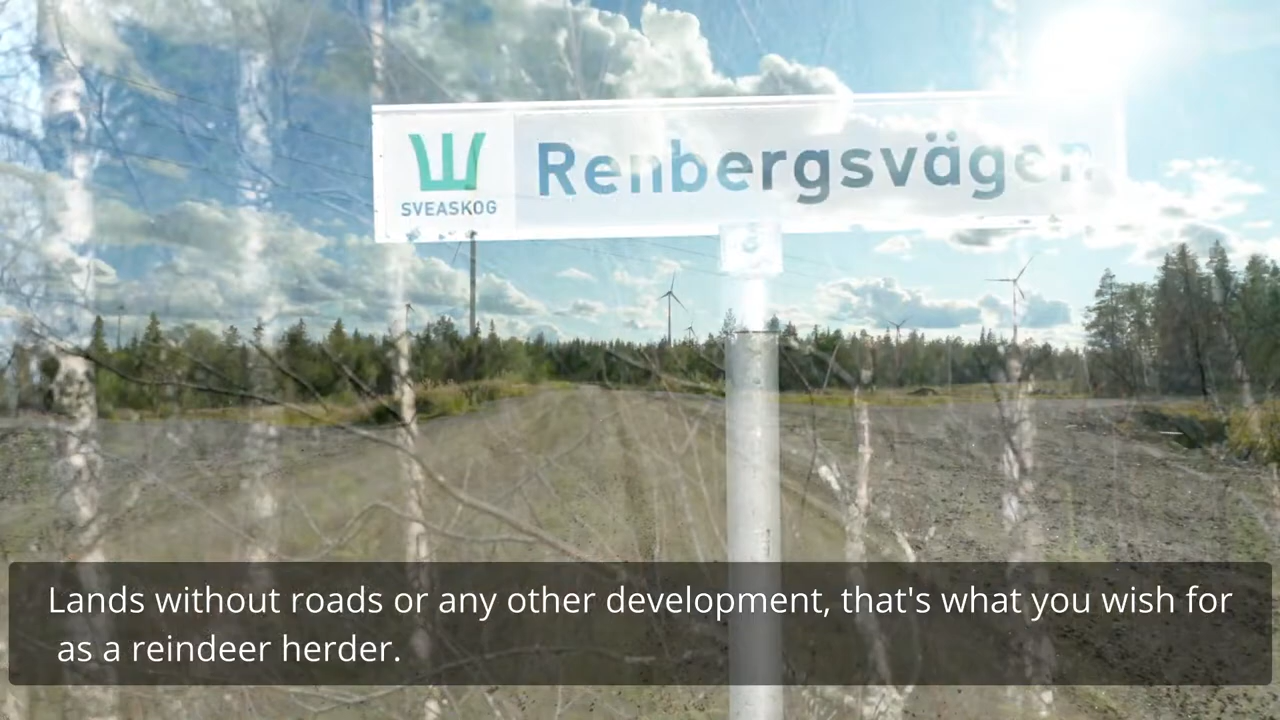 Renbergsvägen
SVEASKOG
Lands without roads or any other development, that's what you wish for
as a reindeer herder.